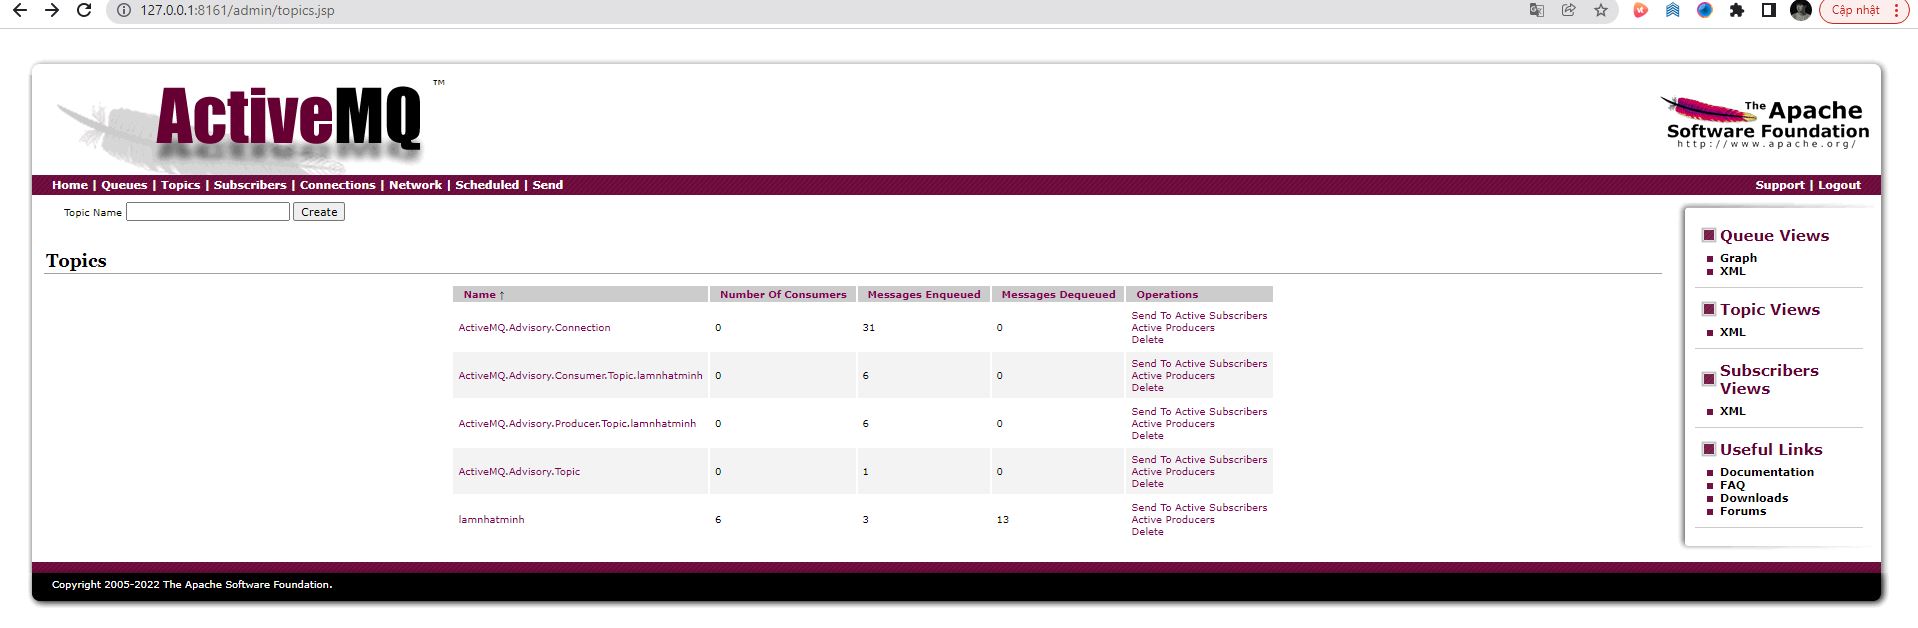 127.0.0.1:8161/admin/topics.jsp
Cập nhật
ActiveMQ ™
The Apache
Software Foundation
http://www.apache.org/
Home | Queues | Topics | Subscribers | Connections | Network | Scheduled | Send
Support | Logout
Topic Name Create
Topics
Name ↑ Number Of Consumers Messages Enqueued Messages Dequeued Operations
ActiveMQ.Advisory.Connection 0 31 0 Send To Active Subscribers
Active Producers
Delete
ActiveMQ.Advisory.Consumer.Topic.lamnhatminh 0 6 0 Send To Active Subscribers
Active Producers
Delete
ActiveMQ.Advisory.Producer.Topic.lamnhatminh 0 6 0 Send To Active Subscribers
Active Producers
Delete
ActiveMQ.Advisory.Topic 0 1 0 Send To Active Subscribers
Active Producers
Delete
lamnhatminh 6 3 13 Send To Active Subscribers
Active Producers
Delete
Queue Views
Graph
XML
Topic Views
XML
Subscribers
Views
XML
Useful Links
Documentation
FAQ
Downloads
Forums
Copyright 2005-2022 The Apache Software Foundation.